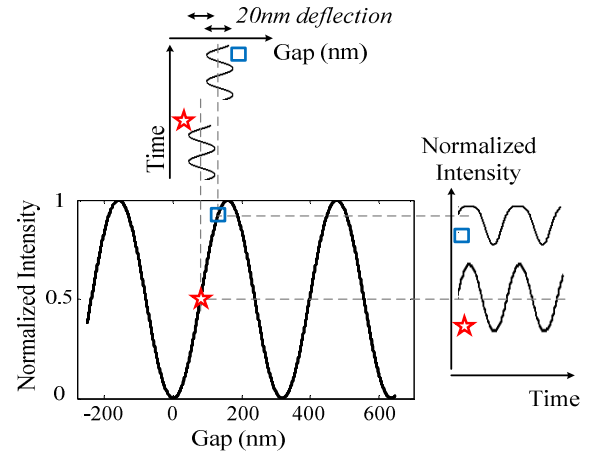 20nm deflection
Gap (nm)
Time
Normalized
Intensity
Normalized Intensity
1
0.5
0
-200
0
200
400
600
Gap (nm)
Time